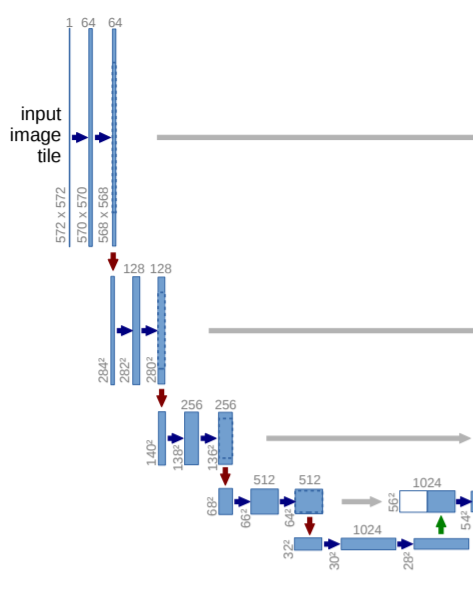 1 64 64
input
image
tile
572 x 572
570 x 570
568 x 568
128 128
284²
282²
280²
256 256
140²
138²
136²
512 512
1024
68²
66²
64²
56²
54²
1024
32²
30²
28²